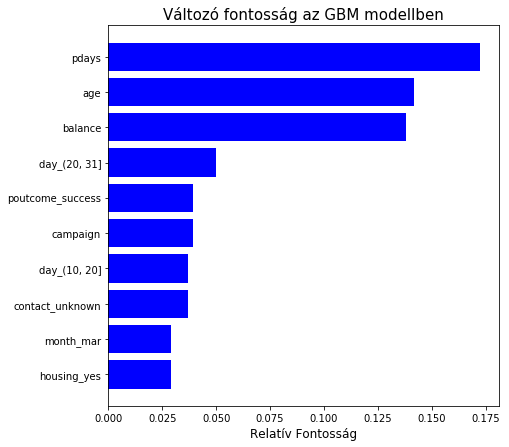 Változó fontosság az GBM modellben
pdays
age
balance
day_(20, 31]
poutcome_success
campaign
day_(10, 20]
contact_unknown
month_mar
housing_yes
0.000 0.025 0.050 0.075 0.100 0.125 0.150 0.175
Relatív Fontosság